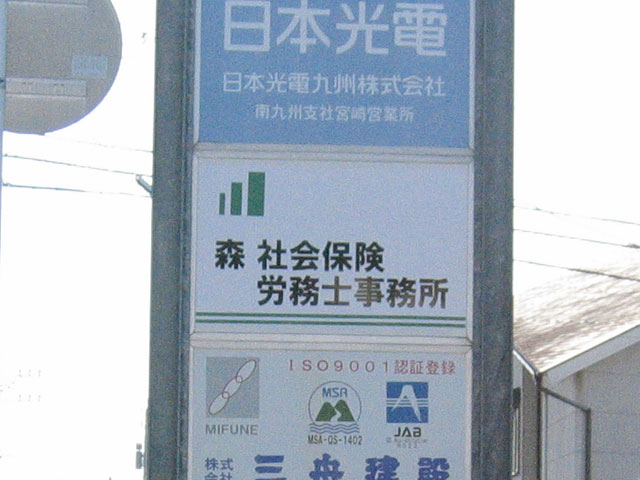 日本光電
日本光電九州株式会社
南九州支社宮崎営業所
森 社会保険
労務士事務所
ISO9001認証登録
MIFUNE
MSA
MSA-QS-1402
JAB
株式会社 三舟建設